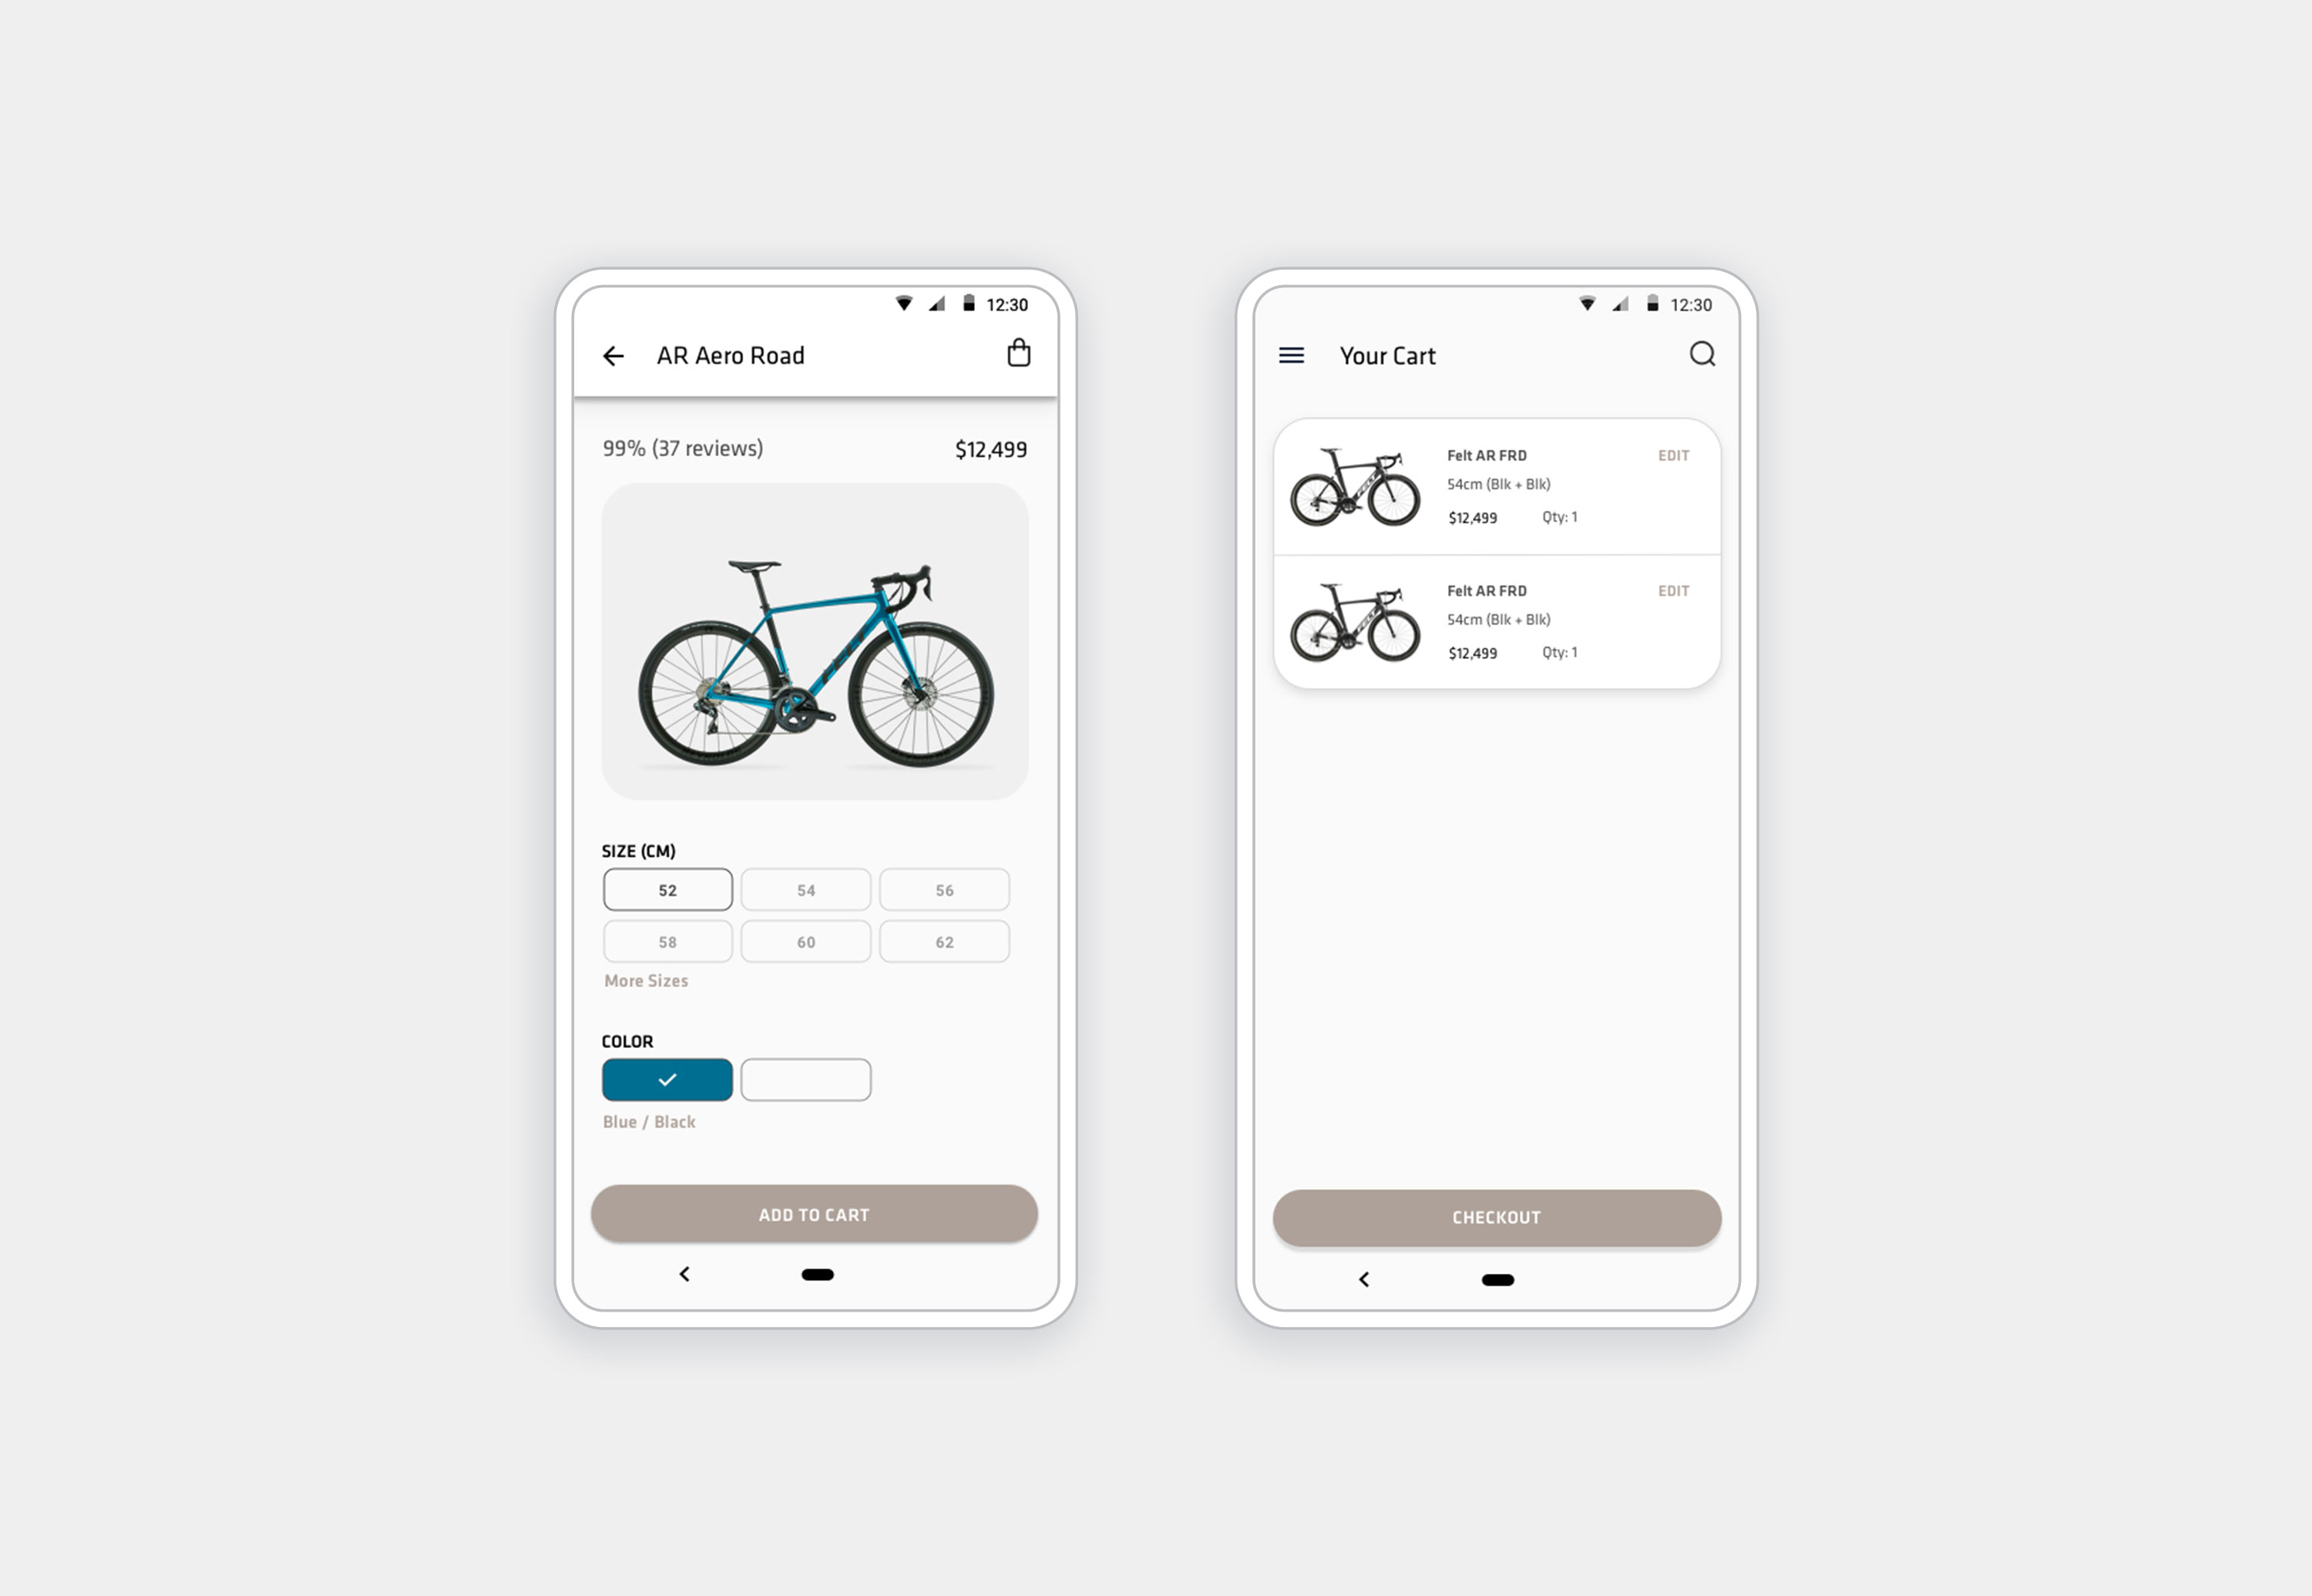 12:30
AR Aero Road
99% (37 reviews) $12,499
SIZE (CM)
52 54 56
58 60 62
More Sizes
COLOR
Blue / Black
ADD TO CART
12:30
Your Cart
Felt AR FRD EDIT
54cm (Blk + Blk)
$12,499 Qty: 1
Felt AR FRD EDIT
54cm (Blk + Blk)
$12,499 Qty: 1
CHECKOUT